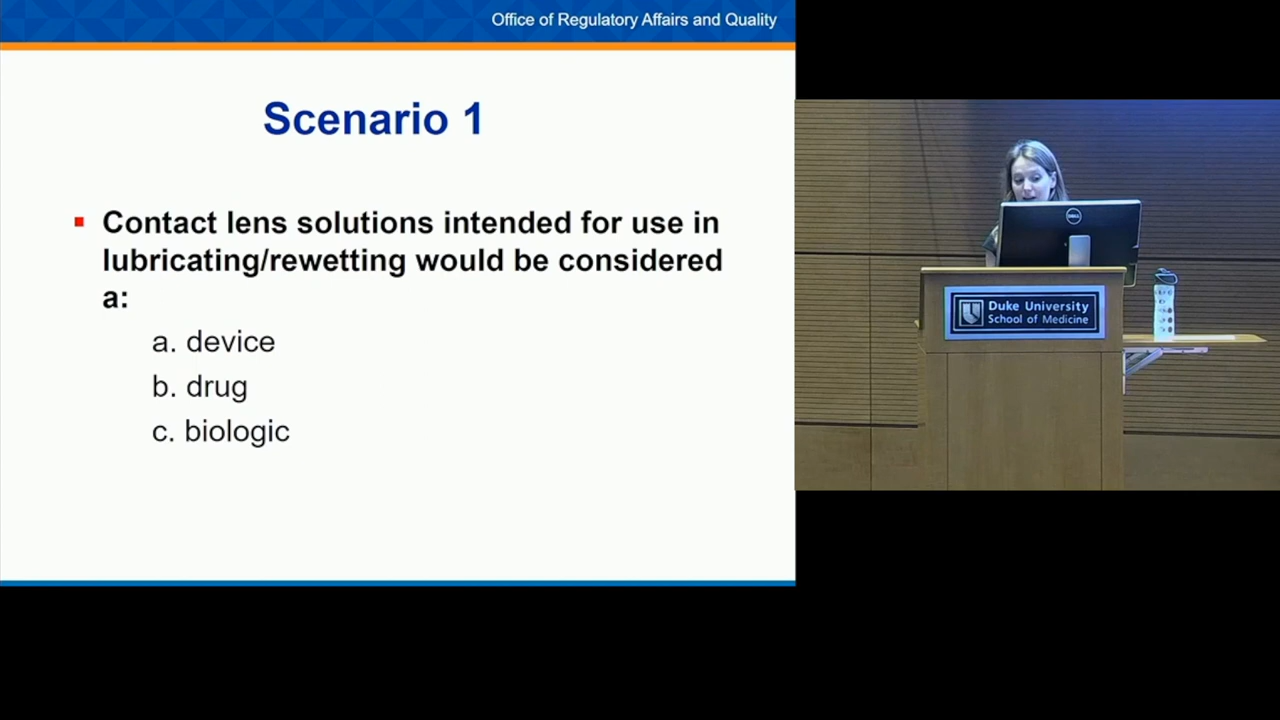 Office of Regulatory Affairs and Quality
Scenario 1
Contact lens solutions intended for use in
lubricating/rewetting would be considered
a:
a. device
b. drug
c. biologic
DELL
Duke University
School of Medicine